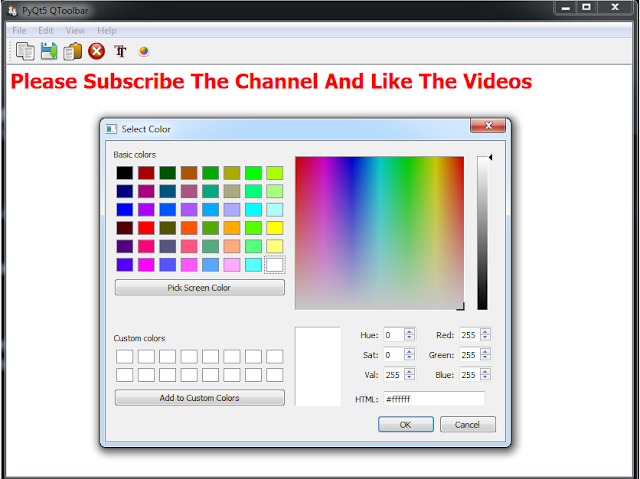 PyQt5 QToolbar
File Edit View Help
Please Subscribe The Channel And Like The Videos
Select Color
Basic colors
Pick Screen Color
Custom colors
Add to Custom Colors
Hue: 0 Red: 255
Sat: 0 Green: 255
Val: 255 Blue: 255
HTML: #ffffff
OK Cancel